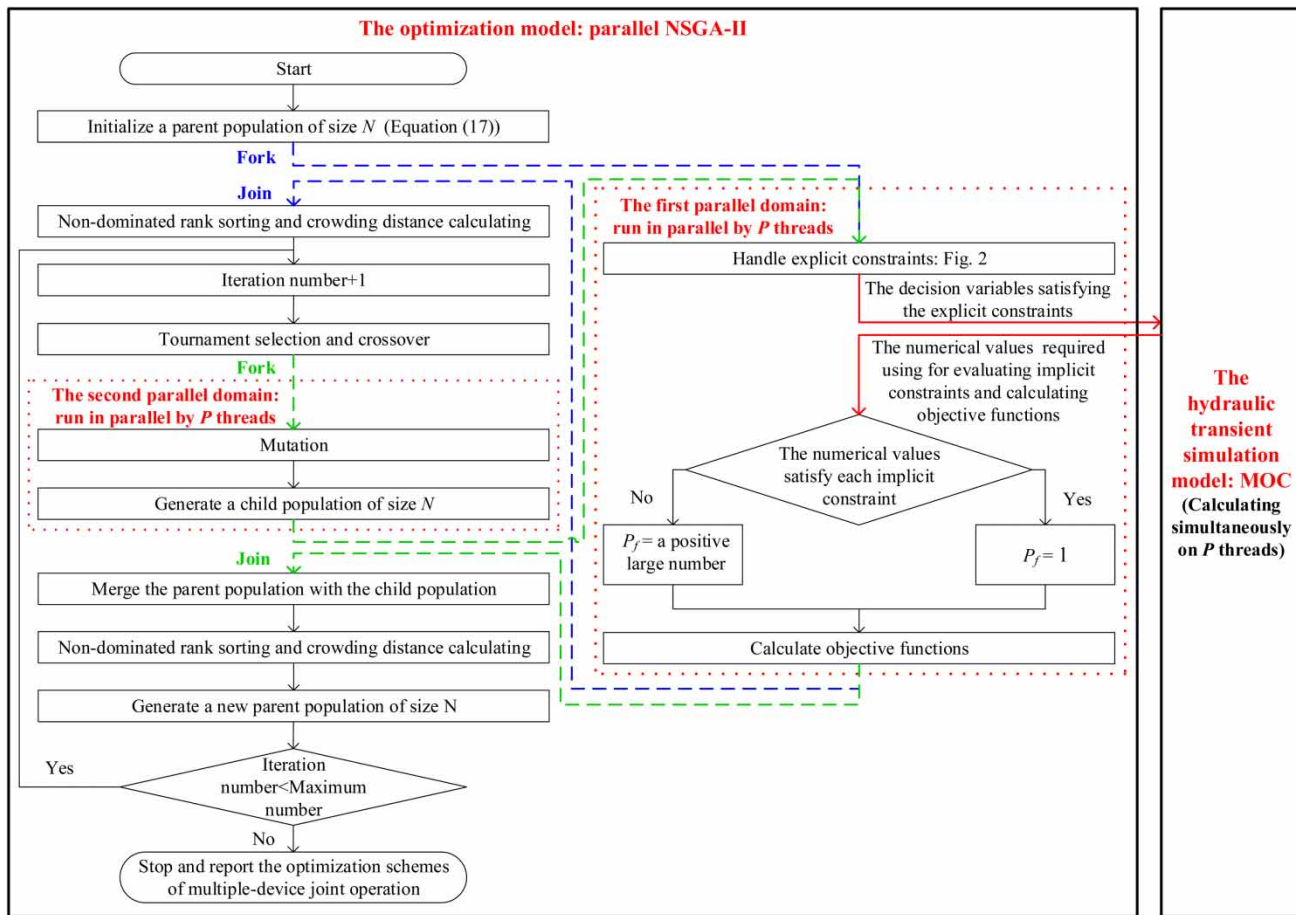 The optimization model: parallel NSGA-II
Start
Initialize a parent population of size N (Equation (17))
Fork
Join
Non-dominated rank sorting and crowding distance calculating
Iteration number+1
Tournament selection and crossover
Fork
The second parallel domain:
run in parallel by P threads
Mutation
Generate a child population of size N
Join
Merge the parent population with the child population
Non-dominated rank sorting and crowding distance calculating
Generate a new parent population of size N
Yes
Iteration
number<Maximum
number
No
Stop and report the optimization schemes
of multiple-device joint operation
The first parallel domain:
run in parallel by P threads
Handle explicit constraints: Fig. 2
The decision variables satisfying
the explicit constraints
The numerical values required
using for evaluating implicit
constraints and calculating
objective functions
The numerical values
satisfy each implicit
constraint
No
Yes
Pf = a positive
large number
Pf = 1
Calculate objective functions
The
hydraulic
transient
simulation
model: MOC
(Calculating
simultaneously
on P threads)